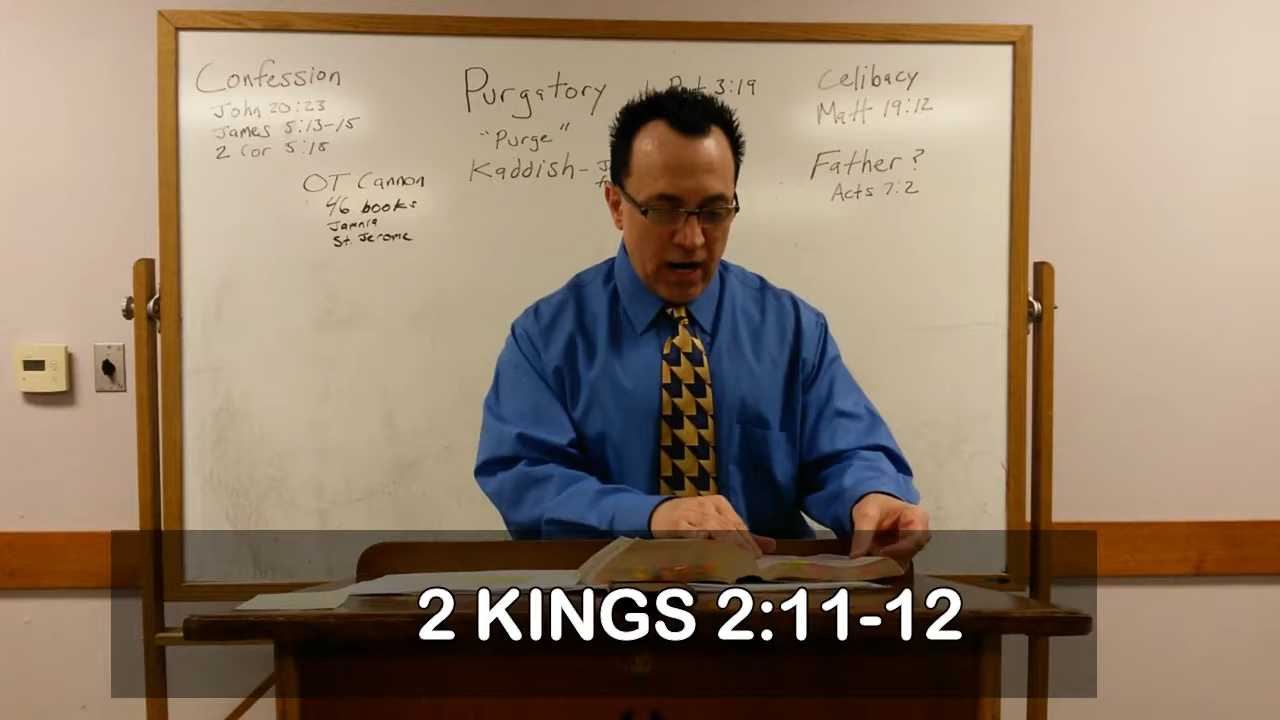 Confession
John 20:23
James 5:13-15
2 Cor 5:18
OT Cannon
46 books
Jamnia
St. Jerome
Purgatory 3:19
"Purge"
Kaddish-
Celibacy
Matt 19:12
Father?
Acts 7:2
2 KINGS 2:11-12